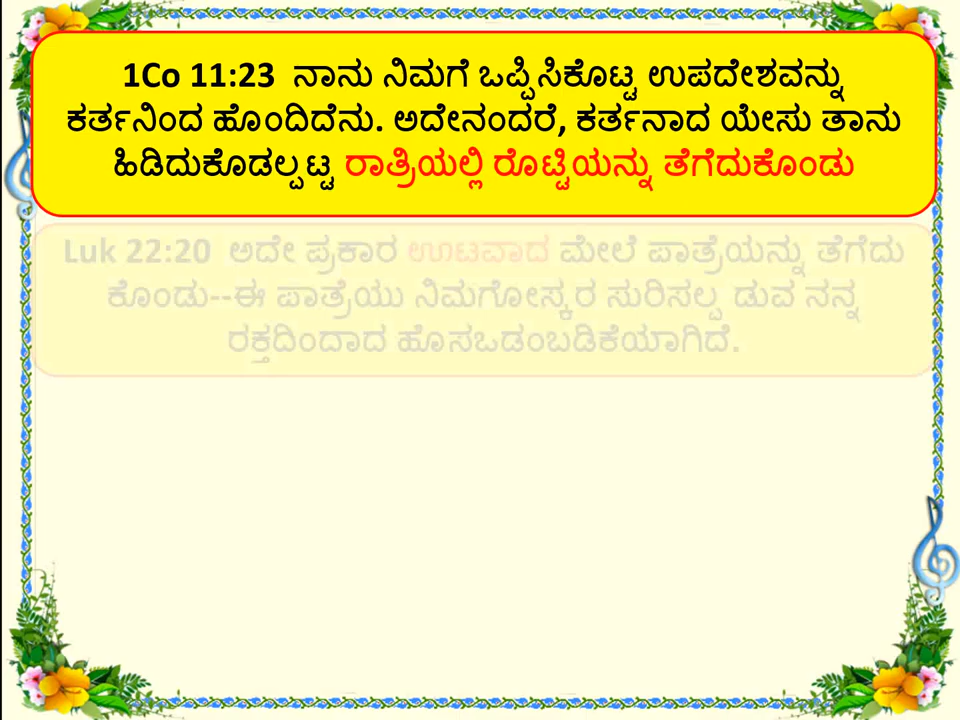 1Co 11:23 ನಾನು ನಿಮಗೆ ಒಪ್ಪಿಸಿಕೊಟ್ಟ ಉಪದೇಶವನ್ನು
ಕರ್ತನಿಂದ ಹೊಂದಿದೆನು. ಅದೇನಂದರೆ, ಕರ್ತನಾದ ಯೇಸು ತಾನು
ಹಿಡಿದುಕೊಡಲ್ಪಟ್ಟ ರಾತ್ರಿಯಲ್ಲಿ ರೊಟ್ಟಿಯನ್ನು ತೆಗೆದುಕೊಂಡು
Luk 22:20 ಅದೇ ಪ್ರಕಾರ ಊಟವಾದ ಮೇಲೆ ಪಾತ್ರೆಯನ್ನು ತೆಗೆದು
ಕೊಂಡು--ಈ ಪಾತ್ರೆಯು ನಿಮಗೋಸ್ಕರ ಸುರಿಸಲ್ಪ ಡುವ ನನ್ನ
ರಕ್ತದಿಂದಾದ ಹೊಸಒಡಂಬಡಿಕೆಯಾಗಿದೆ.